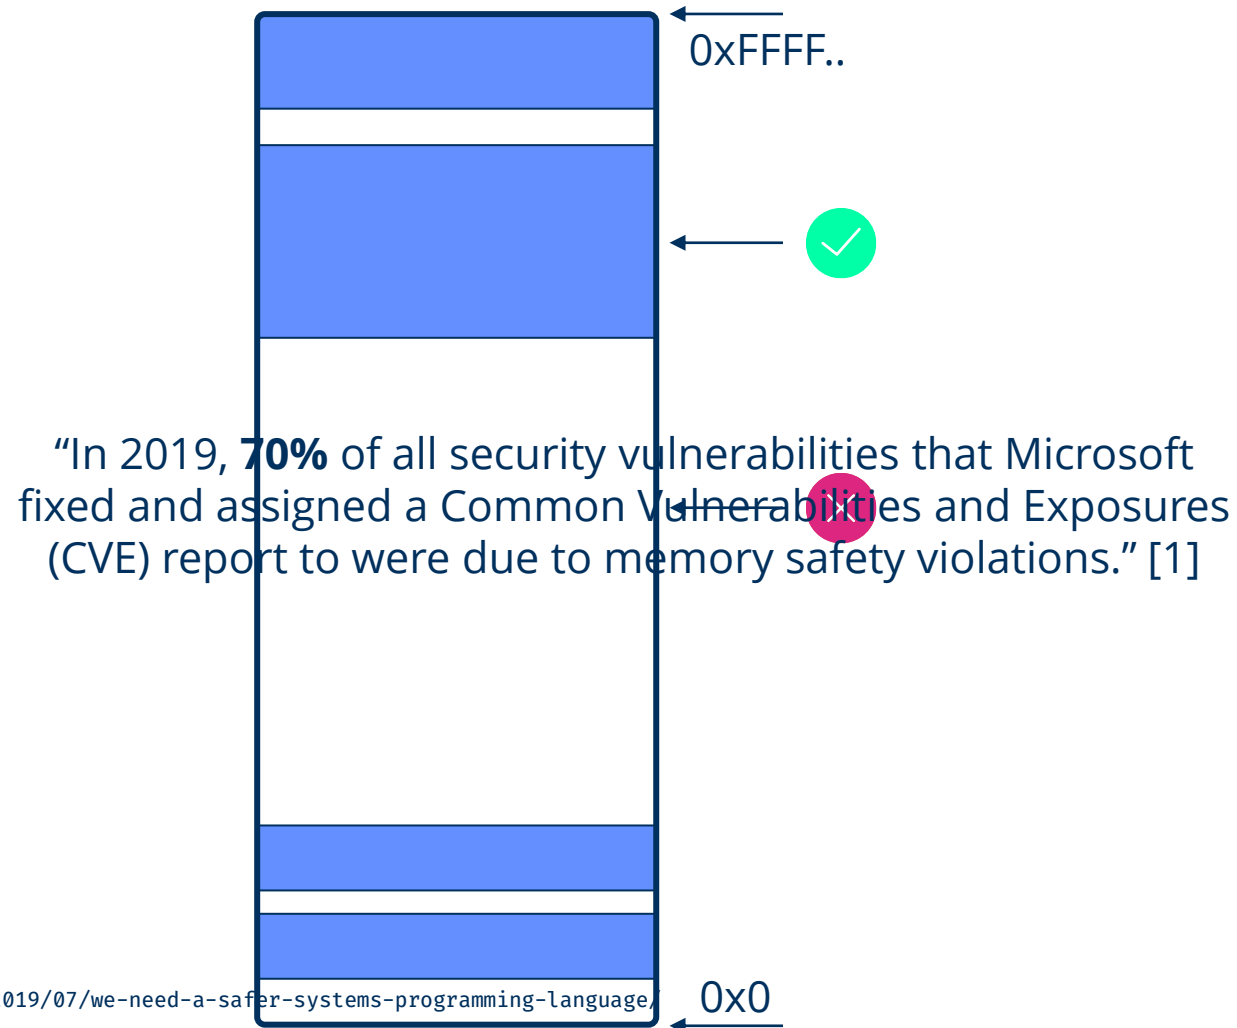 0xFFFF..
“In 2019, 70% of all security vulnerabilities that Microsoft
fixed and assigned a Common Vulnerabilities and Exposures
(CVE) report to were due to memory safety violations.” [1]
019/07/we-need-a-safer-systems-programming-language/
0x0